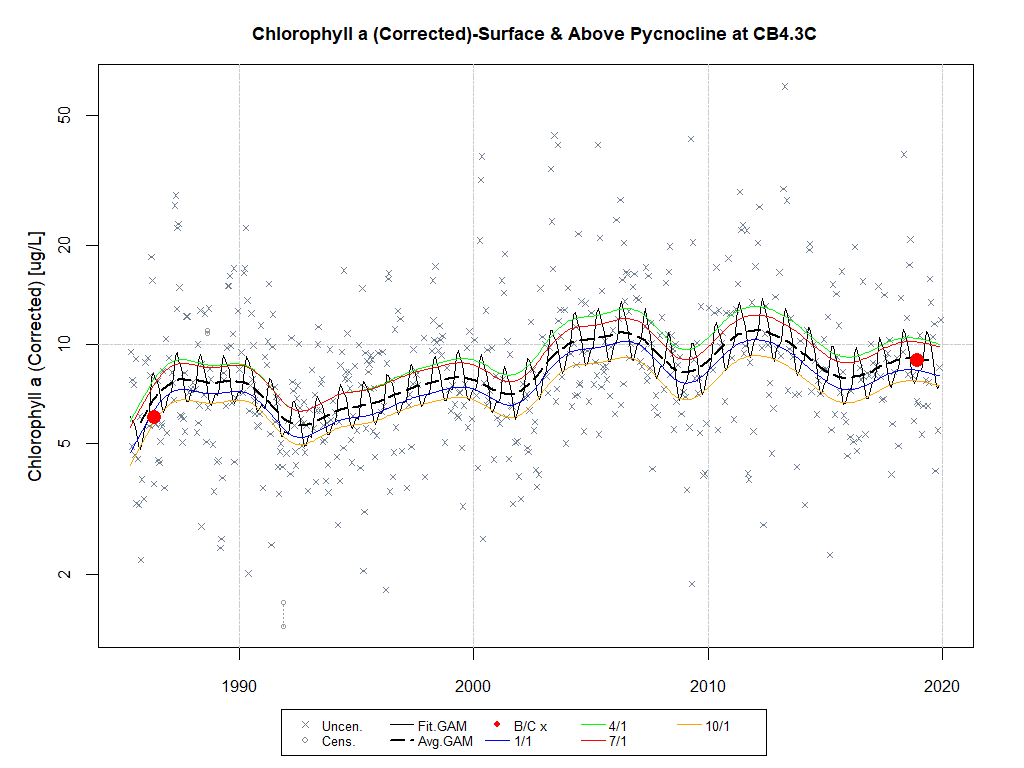 Chlorophyll a (Corrected)-Surface & Above Pycnocline at CB4.3C
Chlorophyll a (Corrected) [ug/L]
50
20
10
5
2
1990 2000 2010 2020
Uncen. Fit.GAM B/C x 4/1 10/1
Cens. Avg.GAM 1/1 7/1